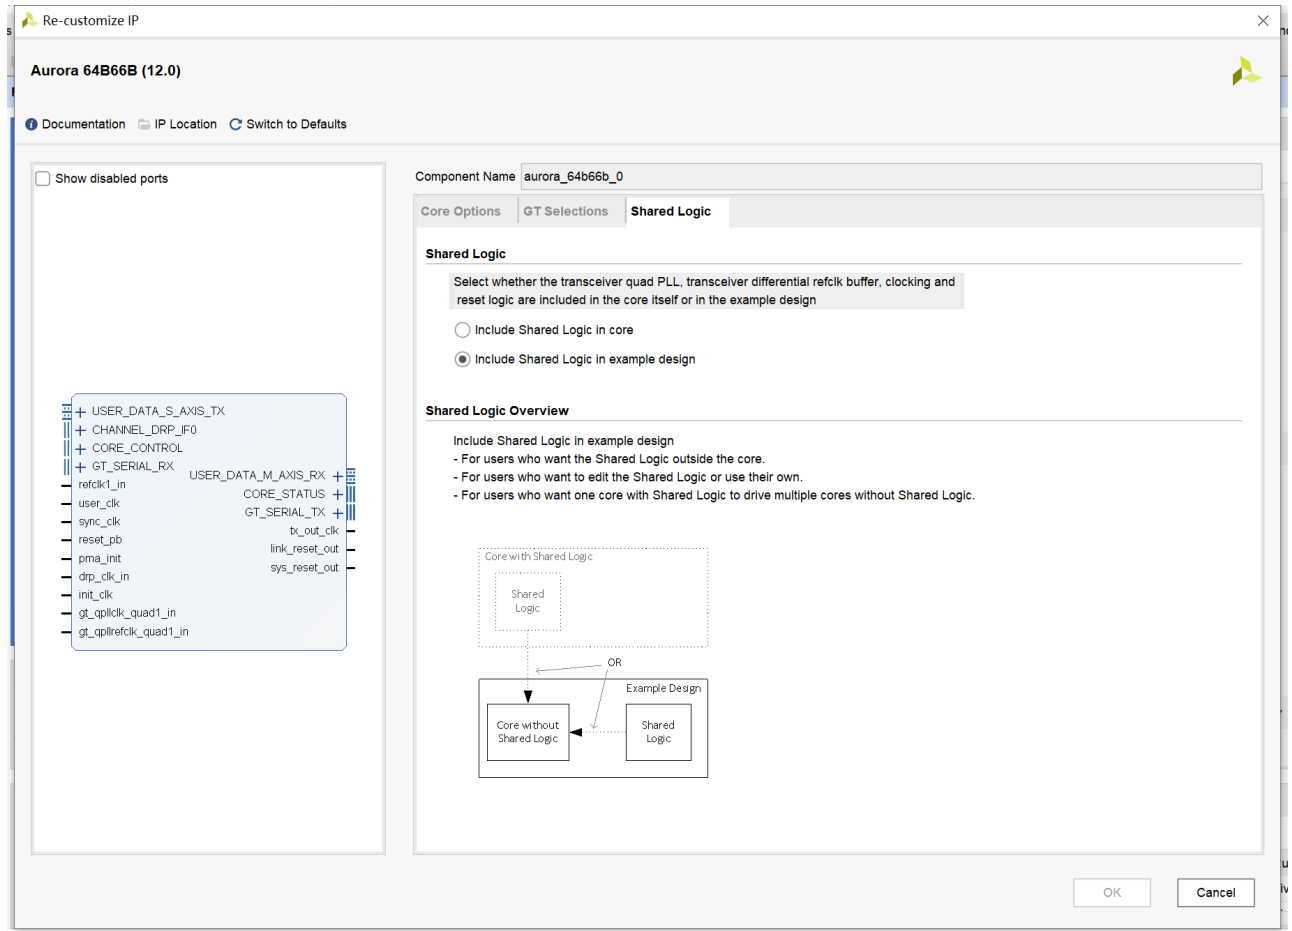 Re-customize IP
Aurora 64B66B (12.0)
Documentation IP Location Switch to Defaults
Show disabled ports
USER_DATA_S_AXIS_TX
CHANNEL_DRP_IF0
CORE_CONTROL
GT_SERIAL_RX
refclk1_in
user_clk
sync_clk
reset_pb
pma_init
drp_clk_in
init_clk
gt_qpllclk_quad1_in
gt_qpllrefclk_quad1_in
USER_DATA_M_AXIS_RX
CORE_STATUS
GT_SERIAL_TX
tx_out_clk
link_reset_out
sys_reset_out
Component Name aurora_64b66b_0
Core Options GT Selections Shared Logic
Shared Logic
Select whether the transceiver quad PLL, transceiver differential refclk buffer, clocking and
reset logic are included in the core itself or in the example design
Include Shared Logic in core
Include Shared Logic in example design
Shared Logic Overview
Include Shared Logic in example design
- For users who want the Shared Logic outside the core.
- For users who want to edit the Shared Logic or use their own.
- For users who want one core with Shared Logic to drive multiple cores without Shared Logic.
Core with Shared Logic
Shared
Logic
OR
Example Design
Core without
Shared Logic
Shared
Logic
OK Cancel